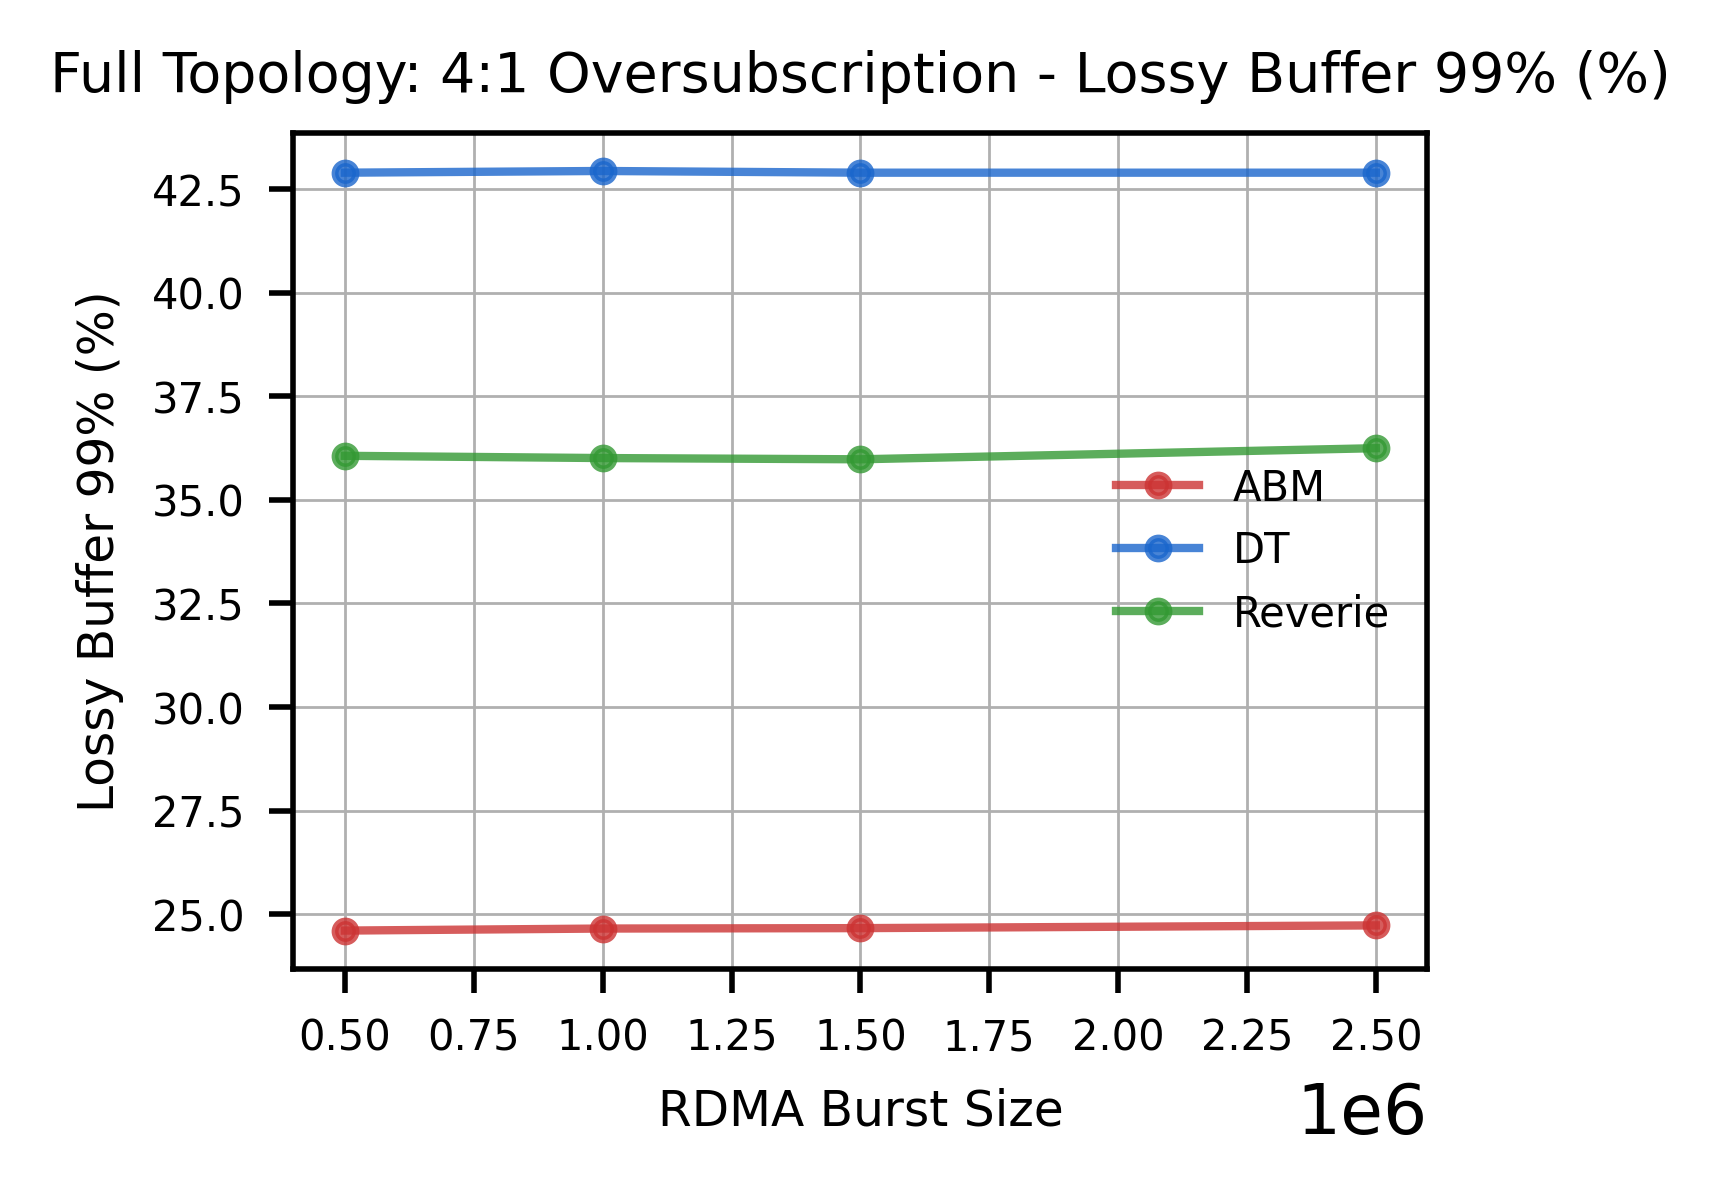 Full Topology: 4:1 Oversubscription - Lossy Buffer 99% (%)
Lossy Buffer 99% (%)
42.5
40.0
37.5
35.0
32.5
30.0
27.5
25.0
ABM
DT
Reverie
0.50 0.75 1.00 1.25 1.50 1.75 2.00 2.25 2.50
RDMA Burst Size
1e6